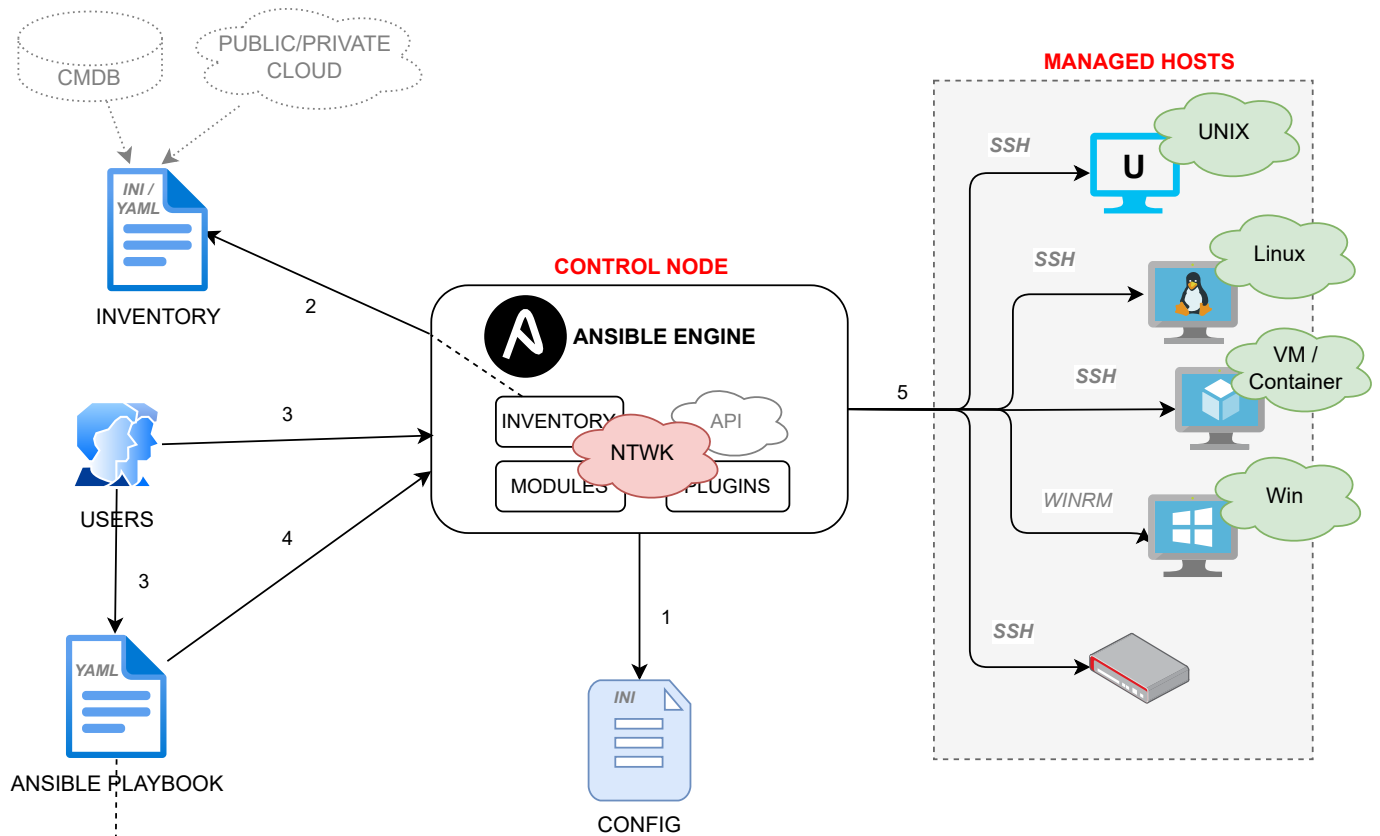 CMDB
PUBLIC/PRIVATE
CLOUD
INI /
YAML
INVENTORY
2
USERS
3
3
4
YAML
ANSIBLE PLAYBOOK
CONTROL NODE
ANSIBLE ENGINE
INVENTORY
API
NTWK
MODULES
PLUGINS
1
INI
CONFIG
5
MANAGED HOSTS
SSH
U
UNIX
SSH
Linux
SSH
VM /
Container
WINRM
Win
SSH